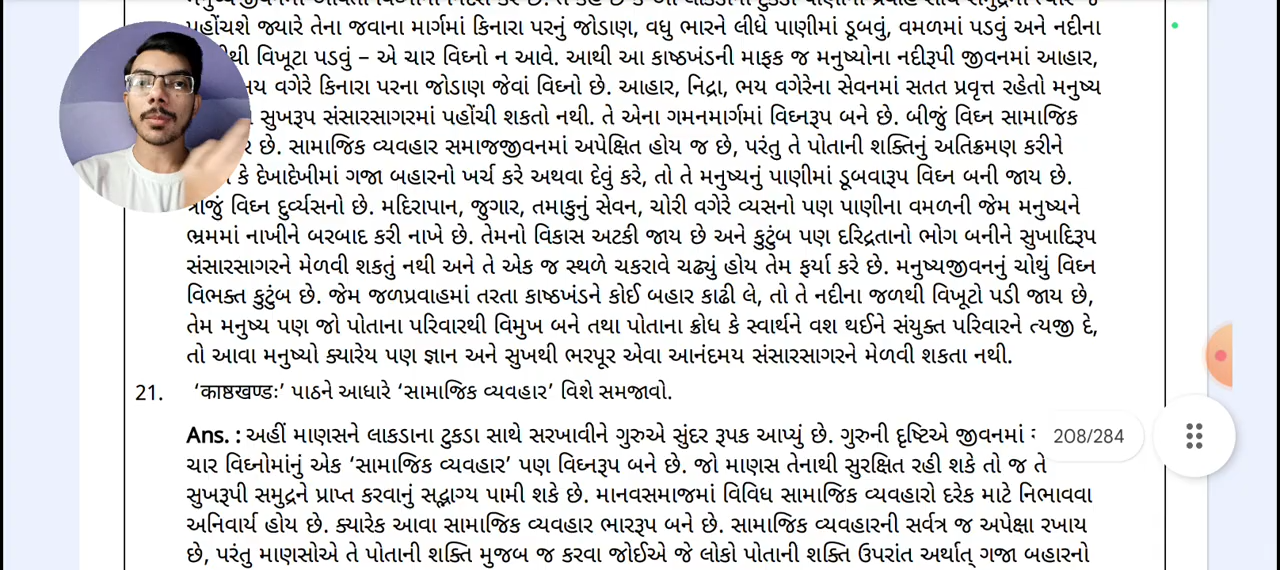 પહોંચશે જ્યારે તેના જવાના માર્ગમાં કિનારા પરનું જોડાણ, વધુ ભારને લીધે પાણીમાં ડૂબવું, વમળમાં પડવું અને નદીના
વિખૂટા પડવું – એ ચાર વિઘ્નો ન આવે. આથી આ કાષ્ઠખંડની માફક જ મનુષ્યોના નદીરૂપી જીવનમાં આહાર,
વગેરે કિનારા પરના જોડાણ જેવાં વિઘ્નો છે. આહાર, નિદ્રા, ભય વગેરેના સેવનમાં સતત પ્રવૃત્ત રહેતો મનુષ્ય
સુખરૂપ સંસારસાગરમાં પહોંચી શકતો નથી. તે એના ગમનમાર્ગમાં વિઘ્નરૂપ બને છે. બીજું વિઘ્ન સામાજિક
છે. સામાજિક વ્યવહાર સમાજજીવનમાં અપેક્ષિત હોય જ છે, પરંતુ તે પોતાની શક્તિનું અતિક્રમણ કરીને
કે દેખાદેખીમાં ગજા બહારનો ખર્ચ કરે અથવા દેવું કરે, તો તે મનુષ્યનું પાણીમાં ડૂબવારૂપ વિઘ્ન બની જાય છે.
ત્રીજું વિઘ્ન દુર્વ્યસનો છે. મદિરાપાન, જુગાર, તમાકુનું સેવન, ચોરી વગેરે વ્યસનો પણ પાણીના વમળની જેમ મનુષ્યને
ભ્રમમાં નાખીને બરબાદ કરી નાખે છે. તેમનો વિકાસ અટકી જાય છે અને કુટુંબ પણ દરિદ્રતાનો ભોગ બનીને સુખાદિરૂપ
સંસારસાગરને મેળવી શકતું નથી અને તે એક જ સ્થળે ચકરાવે ચઢ્યું હોય તેમ ફર્યા કરે છે. મનુષ્યજીવનનું ચોથું વિઘ્ન
વિભક્ત કુટુંબ છે. જેમ જળપ્રવાહમાં તરતા કાષ્ઠખંડને કોઈ બહાર કાઢી લે, તો તે નદીના જળથી વિખૂટો પડી જાય છે,
તેમ મનુષ્ય પણ જો પોતાના પરિવારથી વિમુખ બને તથા પોતાના ક્રોધ કે સ્વાર્થને વશ થઈને સંયુક્ત પરિવારને ત્યજી દે,
તો આવા મનુષ્યો ક્યારેય પણ જ્ઞાન અને સુખથી ભરપૂર એવા આનંદમય સંસારસાગરને મેળવી શકતા નથી.
21. ‘काष्ठखण्डः’ પાઠને આધારે ‘સામાજિક વ્યવહાર’ વિશે સમજાવો.
Ans. : અહીં માણસને લાકડાના ટુકડા સાથે સરખાવીને ગુરુએ સુંદર રૂપક આપ્યું છે. ગુરુની દૃષ્ટિએ જીવનમાં
208/284
ચાર વિઘ્નોમાંનું એક ‘સામાજિક વ્યવહાર’ પણ વિઘ્નરૂપ બને છે. જો માણસ તેનાથી સુરક્ષિત રહી શકે તો જ તે
સુખરૂપી સમુદ્રને પ્રાપ્ત કરવાનું સદ્ભાગ્ય પામી શકે છે. માનવસમાજમાં વિવિધ સામાજિક વ્યવહારો દરેક માટે નિભાવવા
અનિવાર્ય હોય છે. ક્યારેક આવા સામાજિક વ્યવહાર ભારરૂપ બને છે. સામાજિક વ્યવહારની સર્વત્ર જ અપેક્ષા રખાય
છે, પરંતુ માણસોએ તે પોતાની શક્તિ મુજબ જ કરવા જોઈએ જે લોકો પોતાની શક્તિ ઉપરાંત અર્થાત્ ગજા બહારનો